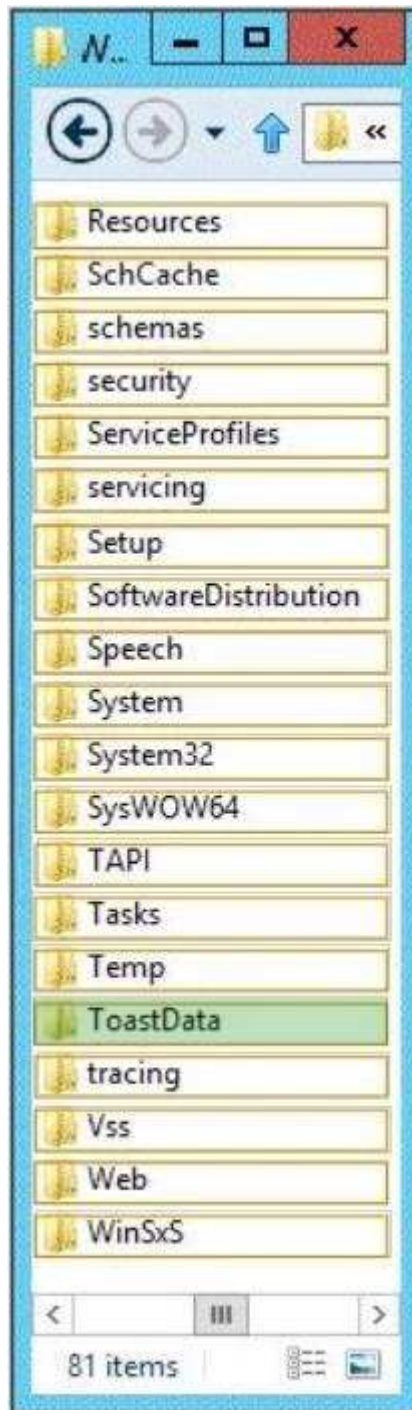 N...
Resources
SchCache
schemas
security
ServiceProfiles
servicing
Setup
SoftwareDistribution
Speech
System
System32
SysWOW64
TAPI
Tasks
Temp
ToastData
tracing
Vss
Web
WinSxS
81 items